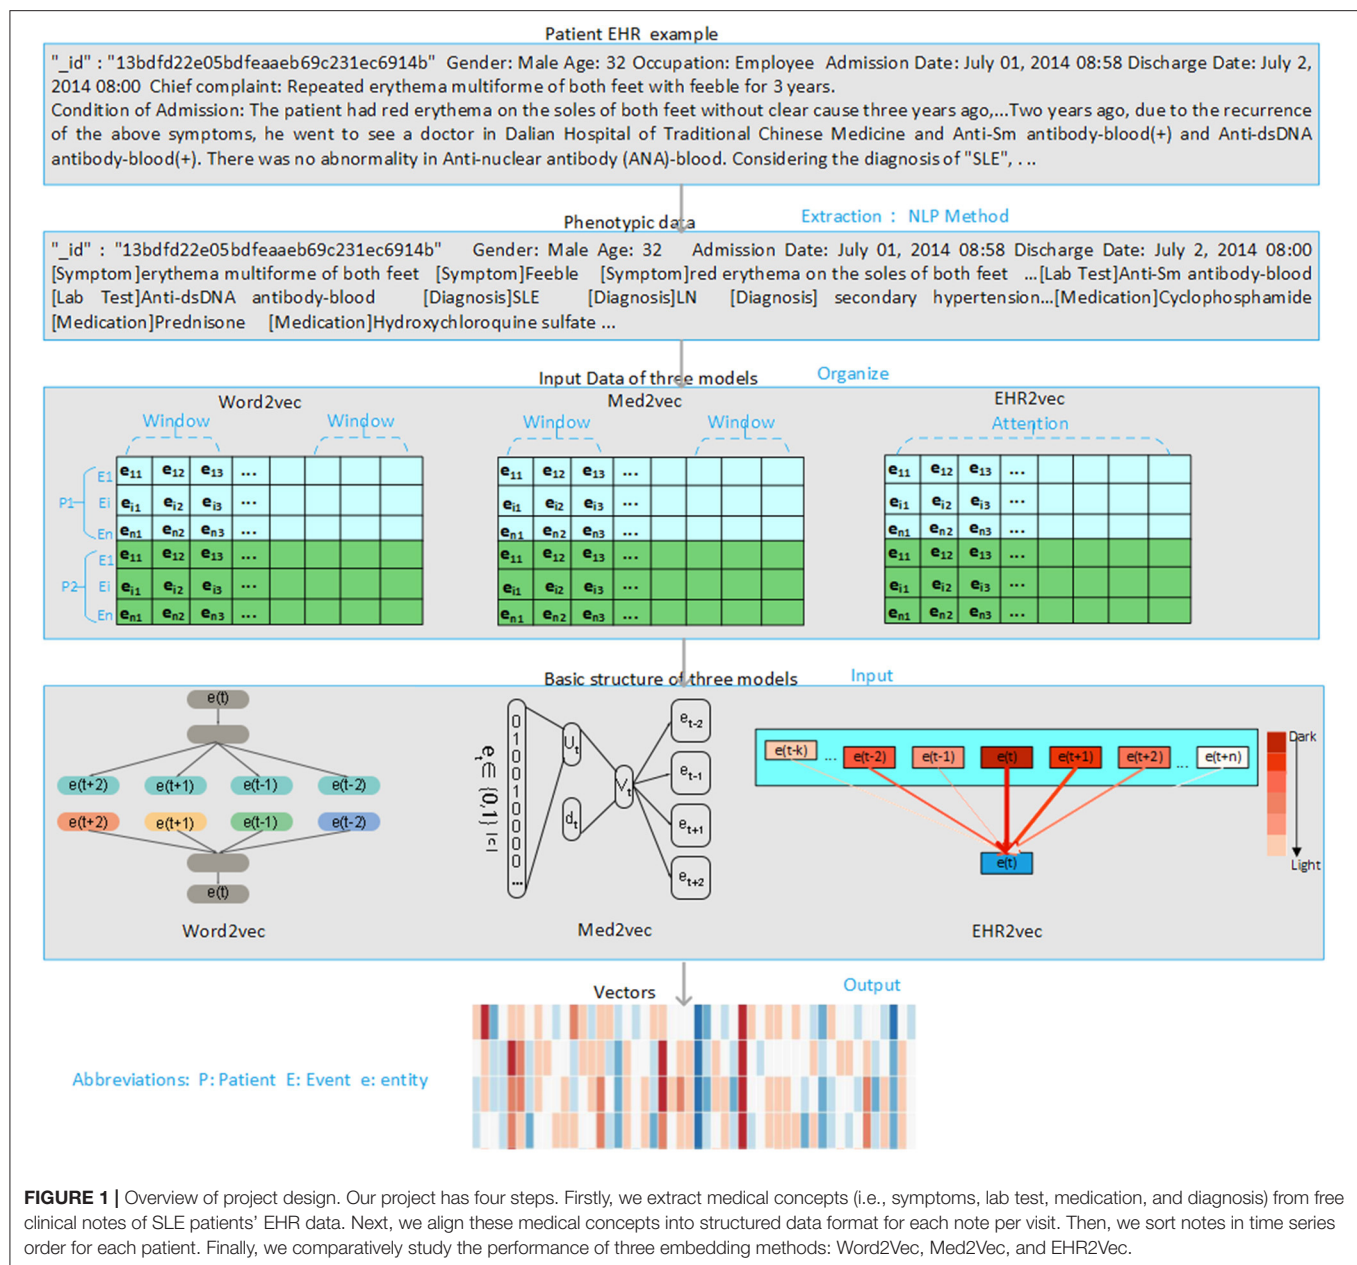 Patient EHR example
"_id" : "13bdfd22e05bdfeaaeb69c231ec6914b" Gender: Male Age: 32 Occupation: Employee Admission Date: July 01, 2014 08:58 Discharge Date: July 2,
2014 08:00 Chief complaint: Repeated erythema multiforme of both feet with feeble for 3 years.
Condition of Admission: The patient had red erythema on the soles of both feet without clear cause three years ago,...Two years ago, due to the recurrence
of the above symptoms, he went to see a doctor in Dalian Hospital of Traditional Chinese Medicine and Anti-Sm antibody-blood(+) and Anti-dsDNA
antibody-blood(+). There was no abnormality in Anti-nuclear antibody (ANA)-blood. Considering the diagnosis of "SLE", . ..
Phenotypic data
Extraction : NLP Method
"_id" : "13bdfd22e05bdfeaaeb69c231ec6914b" Gender: Male Age: 32 Admission Date: July 01, 2014 08:58 Discharge Date: July 2, 2014 08:00
[Symptom]erythema multiforme of both feet [Symptom]Feeble [Symptom]red erythema on the soles of both feet ...[Lab Test]Anti-Sm antibody-blood
[Lab Test]Anti-dsDNA antibody-blood [Diagnosis]SLE [Diagnosis]LN [Diagnosis] secondary hypertension...[Medication]Cyclophosphamide
[Medication]Prednisone [Medication]Hydroxychloroquine sulfate ...
Input Data of three models
Organize
Word2vec Med2vec EHR2vec
Window Window Window Window Attention
E1 e11 e12 e13 ... e11 e12 e13 ... e11 e12 e13 ...
P1 Ei ei1 ei2 ei3 ... ei1 ei2 ei3 ... ei1 ei2 ei3 ...
En en1 en2 en3 ... en1 en2 en3 ... en1 en2 en3 ...
E1 e11 e12 e13 ... e11 e12 e13 ... e11 e12 e13 ...
P2 Ei ei1 ei2 ei3 ... ei1 ei2 ei3 ... ei1 ei2 ei3 ...
En en1 en2 en3 ... en1 en2 en3 ... en1 en2 en3 ...
Basic structure of three models
Input
e(t)
e(t+2) e(t+1) e(t-1) e(t-2)
e(t+2) e(t+1) e(t-1) e(t-2)
e(t)
Word2vec
et ∈ {0,1}|c|
0
1
0
0
1
0
0
0
0
...
Ut
dt
Vt
et-2
et-1
et+1
et+2
Med2vec
e(t-k) ... e(t-2) e(t-1) e(t) e(t+1) e(t+2) ... e(t+n)
e(t)
Dark
Light
EHR2vec
Vectors
Output
Abbreviations: P: Patient E: Event e: entity
FIGURE 1 | Overview of project design. Our project has four steps. Firstly, we extract medical concepts (i.e., symptoms, lab test, medication, and diagnosis) from free
clinical notes of SLE patients' EHR data. Next, we align these medical concepts into structured data format for each note per visit. Then, we sort notes in time series
order for each patient. Finally, we comparatively study the performance of three embedding methods: Word2Vec, Med2Vec, and EHR2Vec.